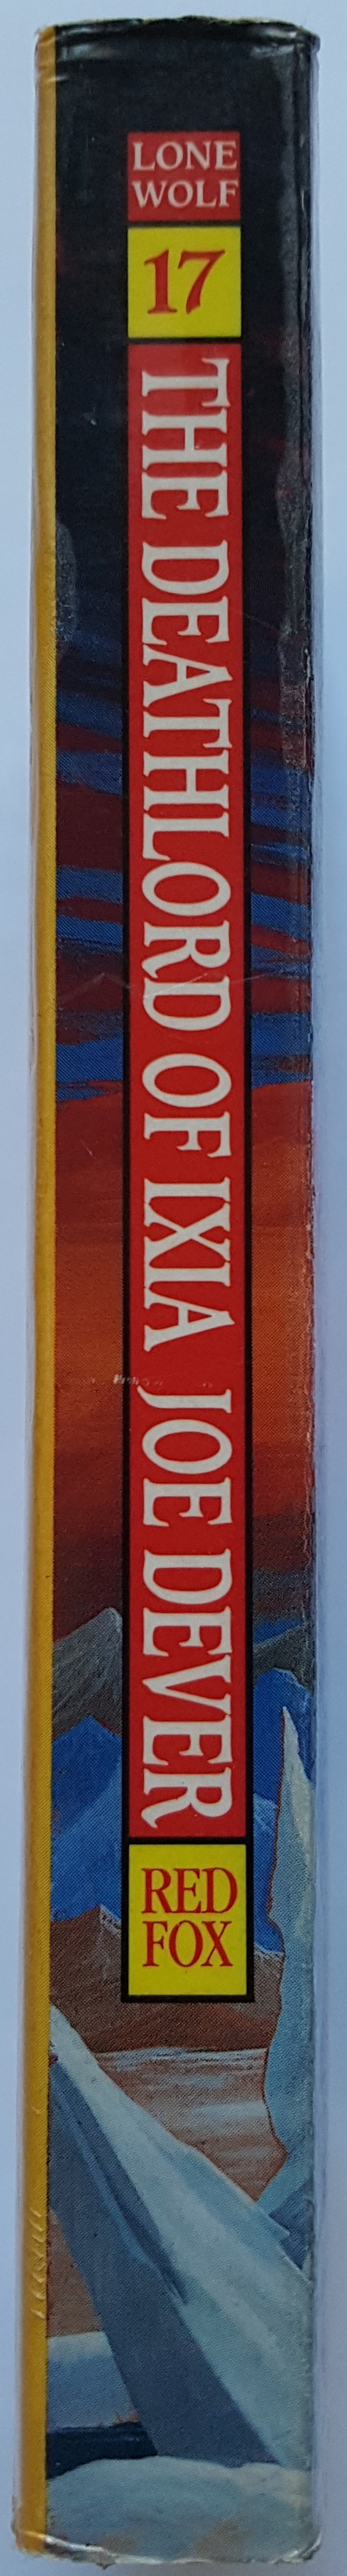 LONE
WOLF
17
THE DEATHLORD OF IXIA JOE DEVER
RED
FOX